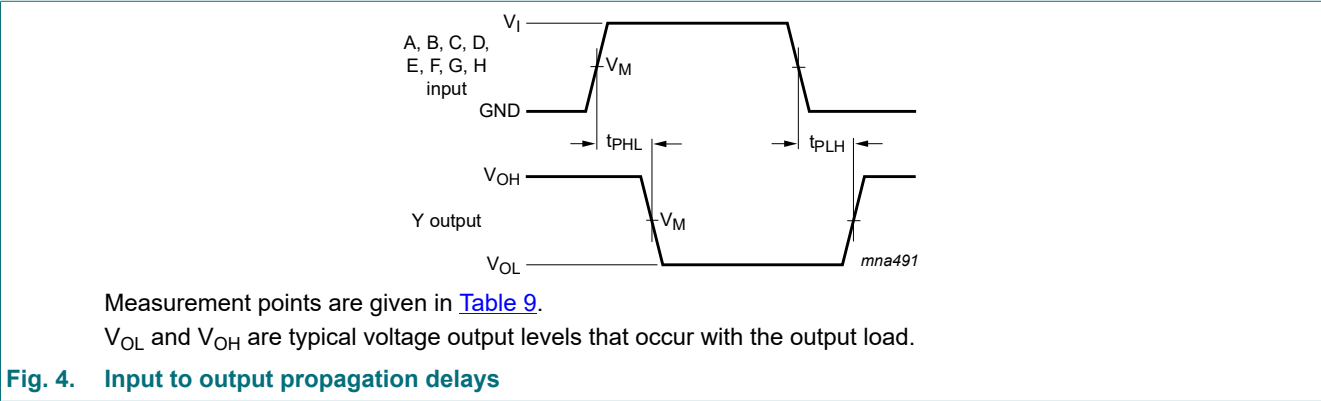 V_I
A, B, C, D,
E, F, G, H
input
V_M
GND
t_PHL
t_PLH
V_OH
Y output
V_M
V_OL
mna491
Measurement points are given in Table 9.
V_OL and V_OH are typical voltage output levels that occur with the output load.
Fig. 4. Input to output propagation delays